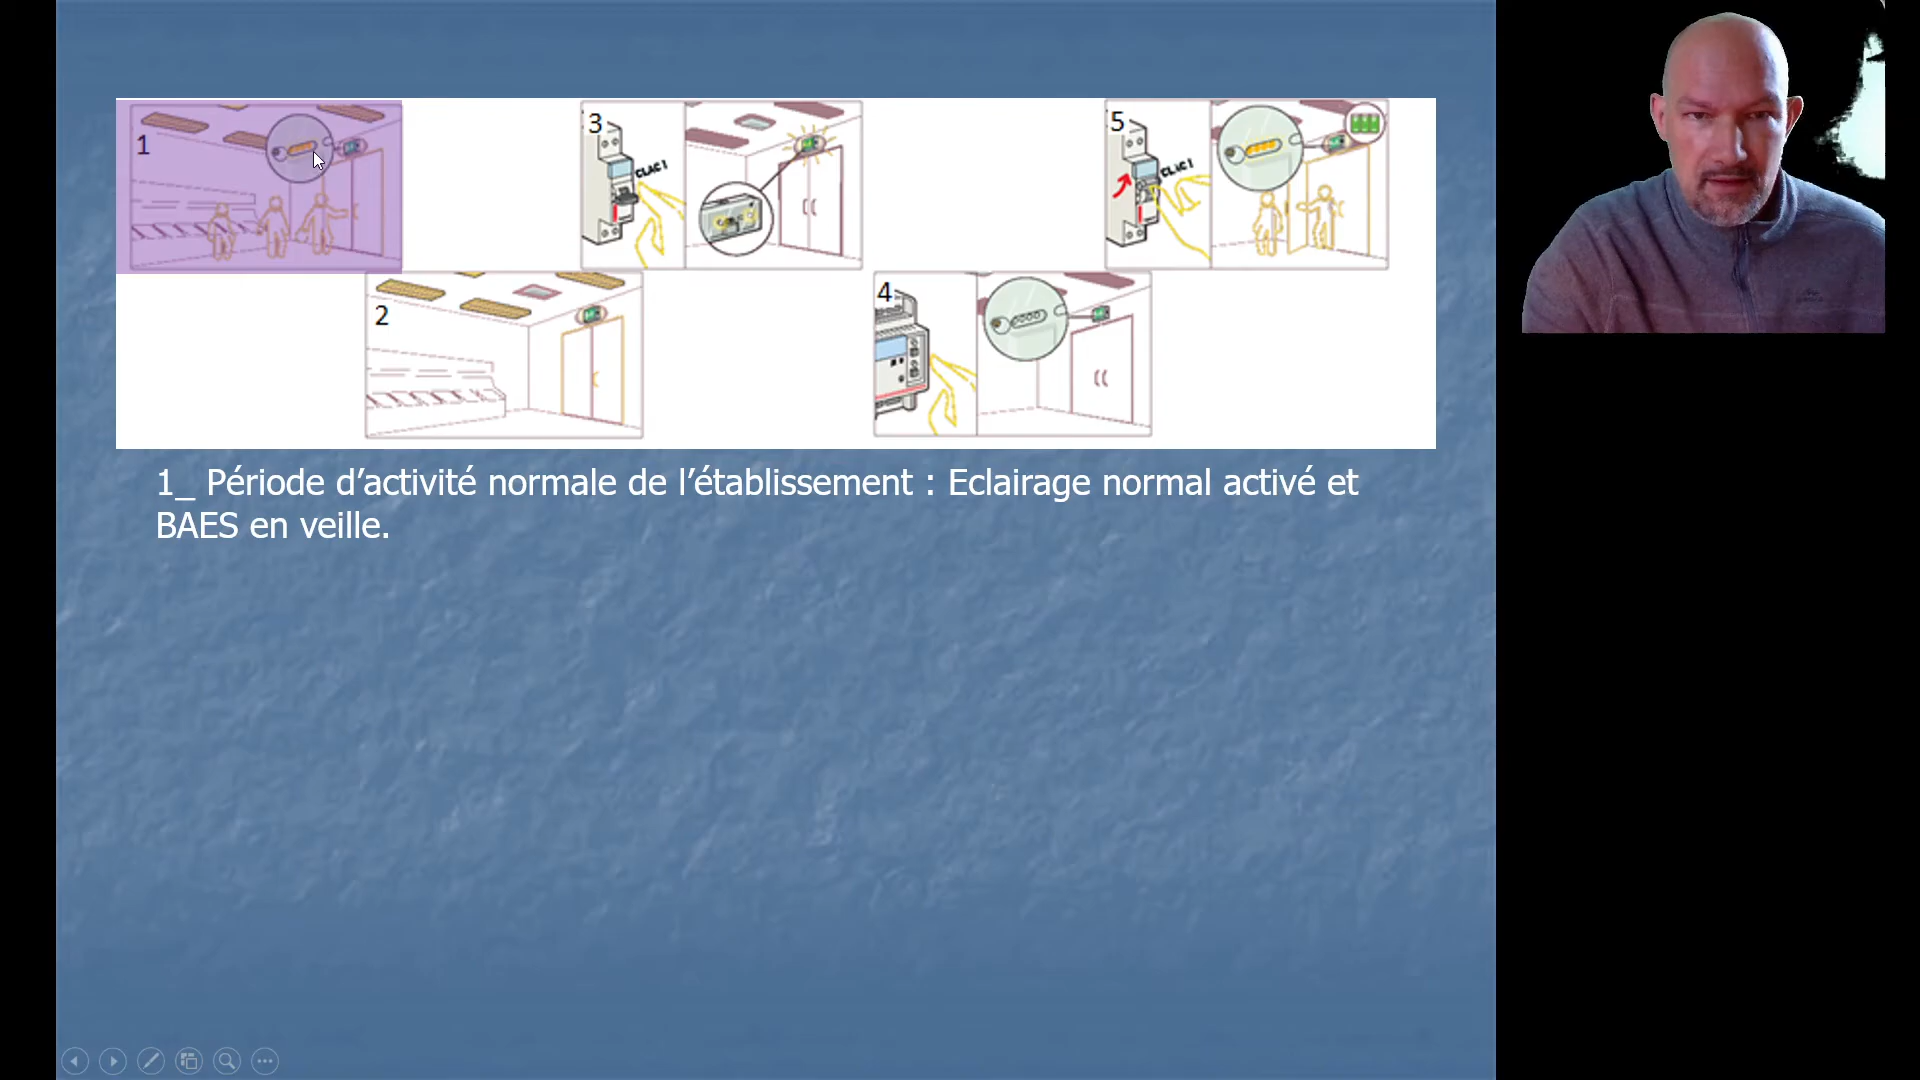 1
3
CLAC !
5
CLAC !
2
4
1_ Période d’activité normale de l’établissement : Eclairage normal activé et
BAES en veille.